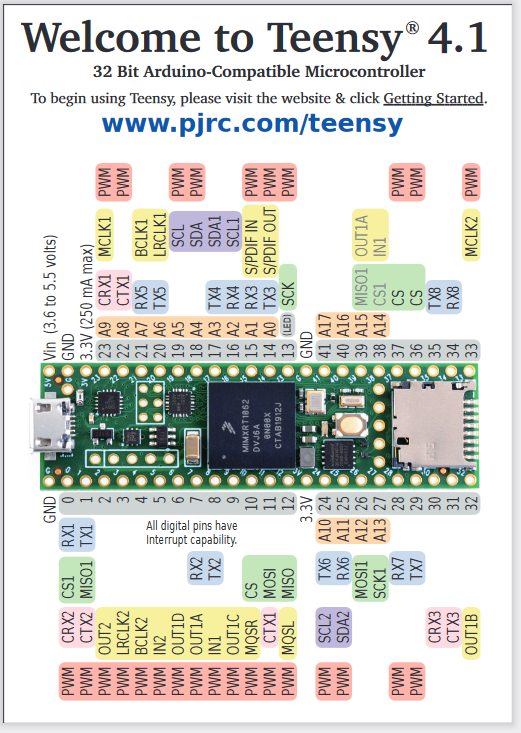 Welcome to Teensy® 4.1
32 Bit Arduino-Compatible Microcontroller
To begin using Teensy, please visit the website & click Getting Started.
www.pjrc.com/teensy
PWM PWM PWM PWM PWM PWM PWM PWM PWM PWM
MCLK1 BCLK1 LRCLK1 SCL SDA SDA1 SCL1 S/PDIF IN S/PDIF OUT OUT1A IN1 MCLK2
CRX1 CTX1 RX5 TX5 TX4 RX4 RX3 TX3 SCK MISO1 CS1 CS CS TX8 RX8
A9 A8 A7 A6 A5 A4 A3 A2 A1 A0 (LED) A17 A16 A15 A14
Vin (3.6 to 5.5 volts) GND 3.3V (250 mA max) 23 22 21 20 19 18 17 16 15 14 13 GND 41 40 39 38 37 36 35 34 33
MIMXRT1062
DVJ6A
0N00X
CTAB1912J
GND 0 1 2 3 4 5 6 7 8 9 10 11 12 3.3V 24 25 26 27 28 29 30 31 32
RX1 TX1 A10 A11 A12 A13
All digital pins have
Interrupt capability.
CS1 MISO1 RX2 TX2 CS MOSI MISO TX6 RX6 MOSI1 SCK1 RX7 TX7
CRX2 CTX2 OUT2 LRCLK2 BCLK2 IN2 OUT1D OUT1A IN1 OUT1C MQSR CTX1 MQSL SCL2 SDA2 CRX3 CTX3 OUT1B
PWM PWM PWM PWM PWM PWM PWM PWM PWM PWM PWM PWM PWM PWM PWM PWM PWM